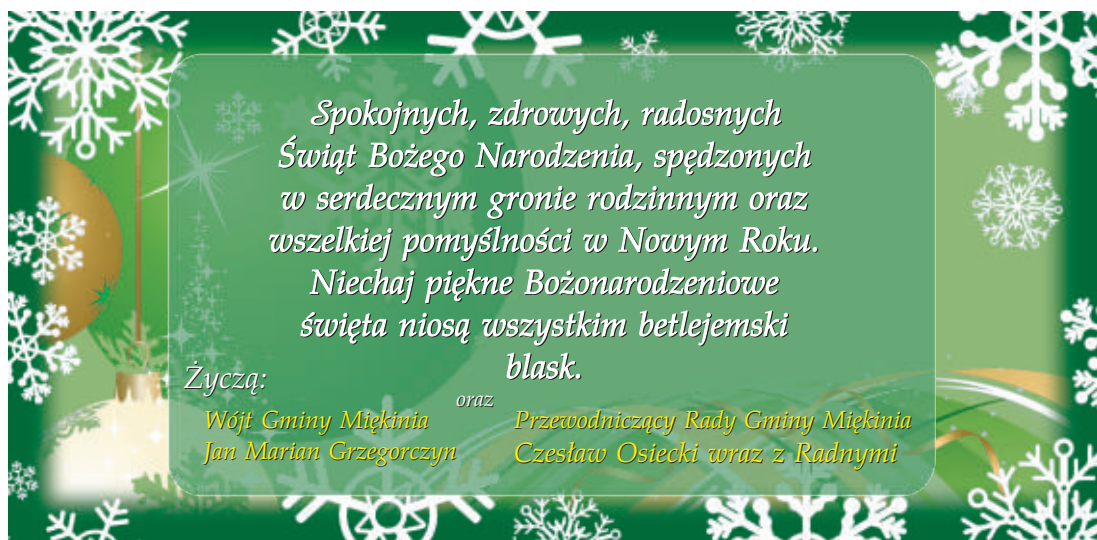 Spokojnych, zdrowych, radosnych
Świąt Bożego Narodzenia, spędzonych
w serdecznym gronie rodzinnym oraz
wszelkiej pomyślności w Nowym Roku.
Niechaj piękne Bożonarodzeniowe
święta niosą wszystkim betlejemski
blask.
Życzą:
Wójt Gminy Miękinia
Jan Marian Grzegorczyn
oraz
Przewodniczący Rady Gminy Miękinia
Czesław Osiecki wraz z Radnymi